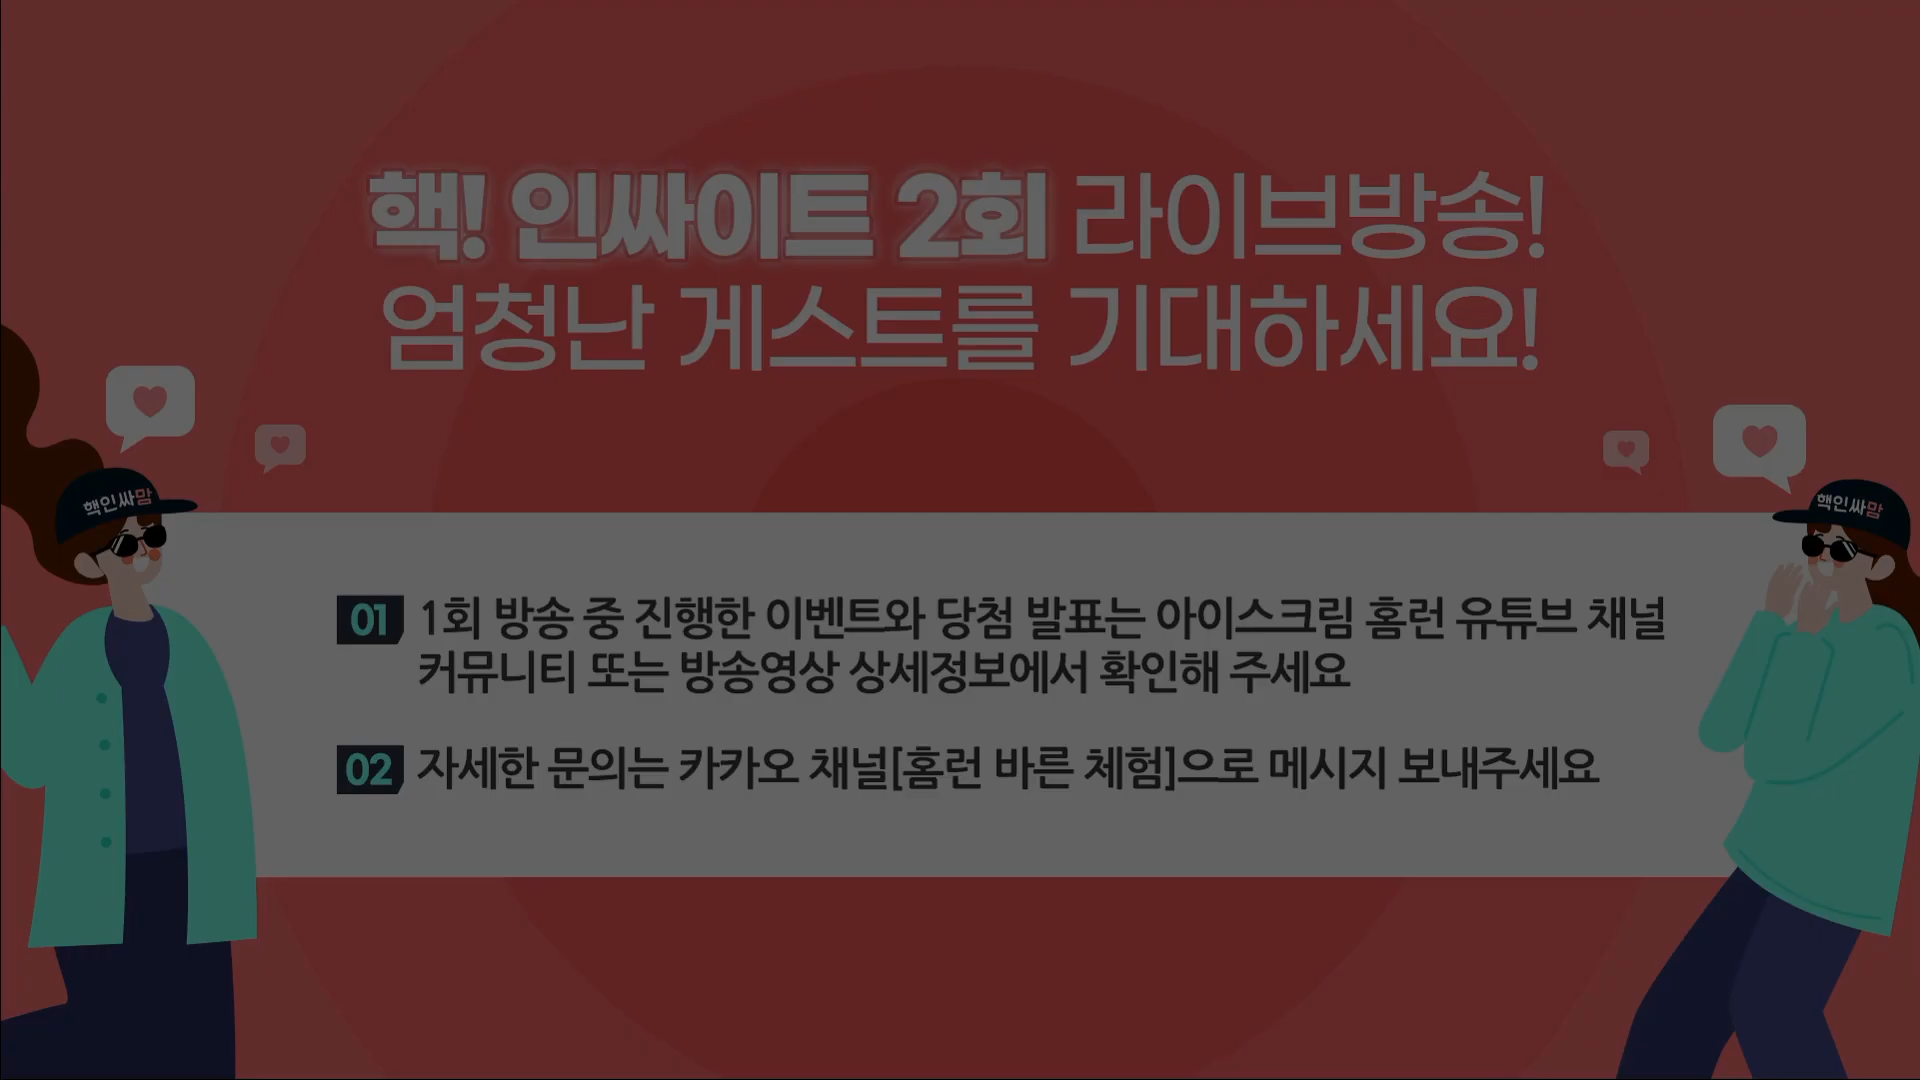 핵! 인싸이트 2회 라이브방송!
엄청난 게스트를 기대하세요!
핵인싸맘
핵인싸맘
01 1회 방송 중 진행한 이벤트와 당첨 발표는 아이스크림 홈런 유튜브 채널
커뮤니티 또는 방송영상 상세정보에서 확인해 주세요
02 자세한 문의는 카카오 채널[홈런 바른 체험]으로 메시지 보내주세요